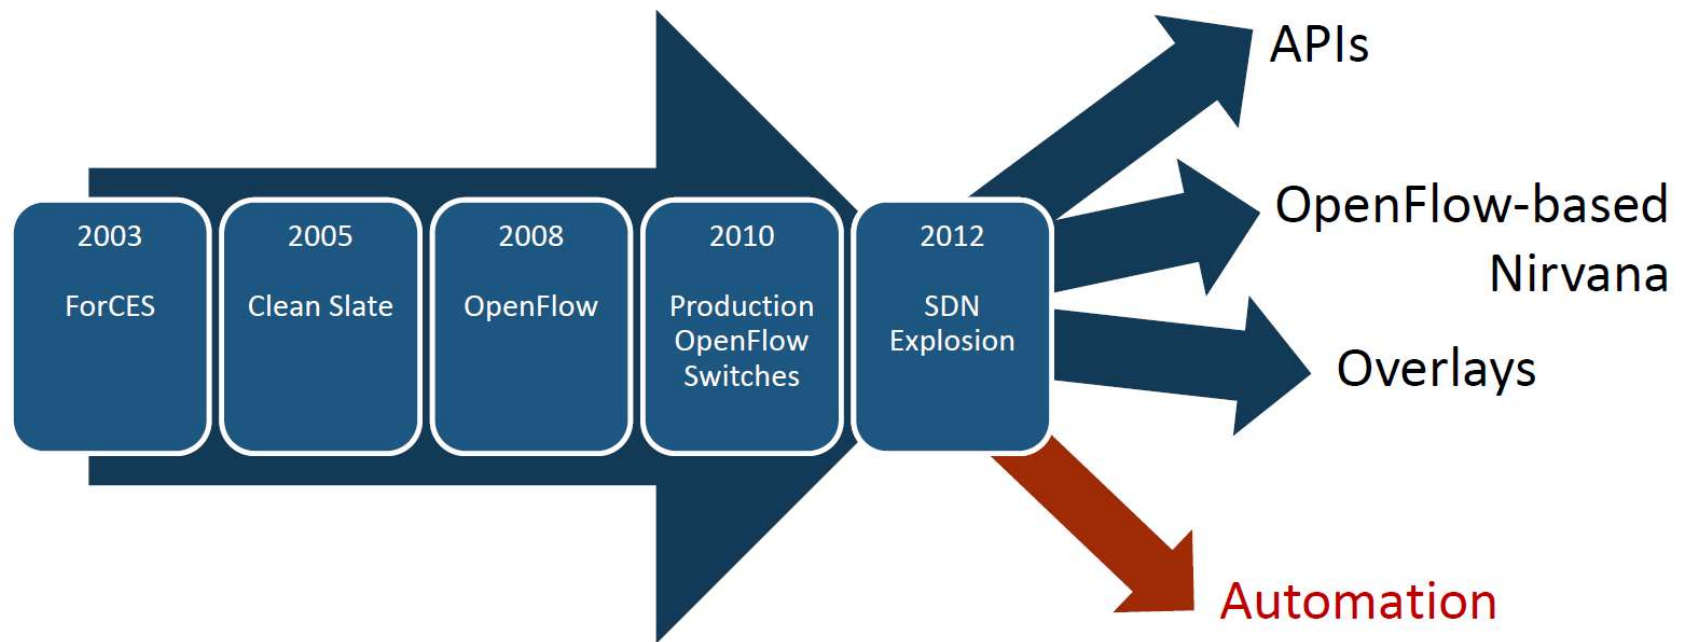 2003
ForCES
2005
Clean Slate
2008
OpenFlow
2010
Production
OpenFlow
Switches
2012
SDN
Explosion
APIs
OpenFlow-based
Nirvana
Overlays
Automation